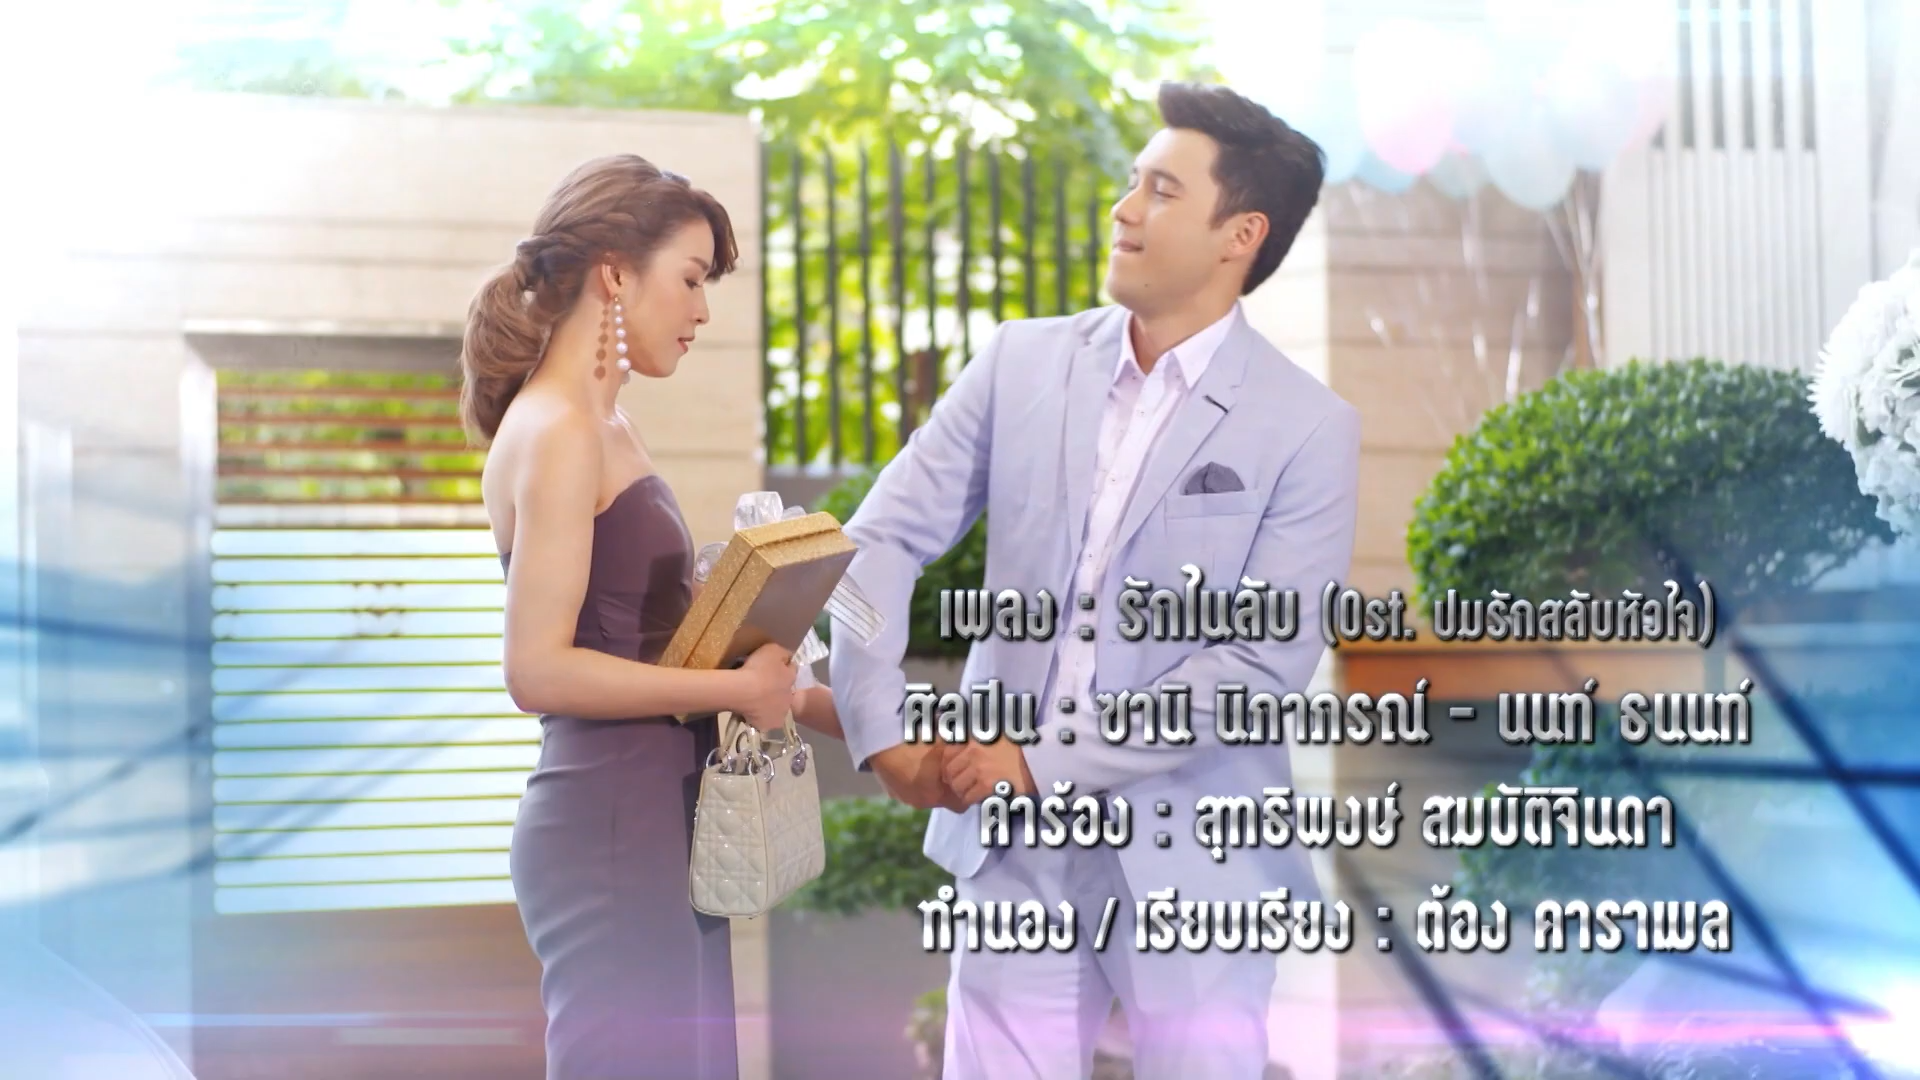 เพลง : รักในลับ (Ost. ปมรักสลับหัวใจ)
ศิลปิน : ซานิ นิภาภรณ์ - นนท์ ธนนท์
คำร้อง : สุทธิพงษ์ สมบัติจินดา
ทำนอง / เรียบเรียง : ต้อง คาราเมล